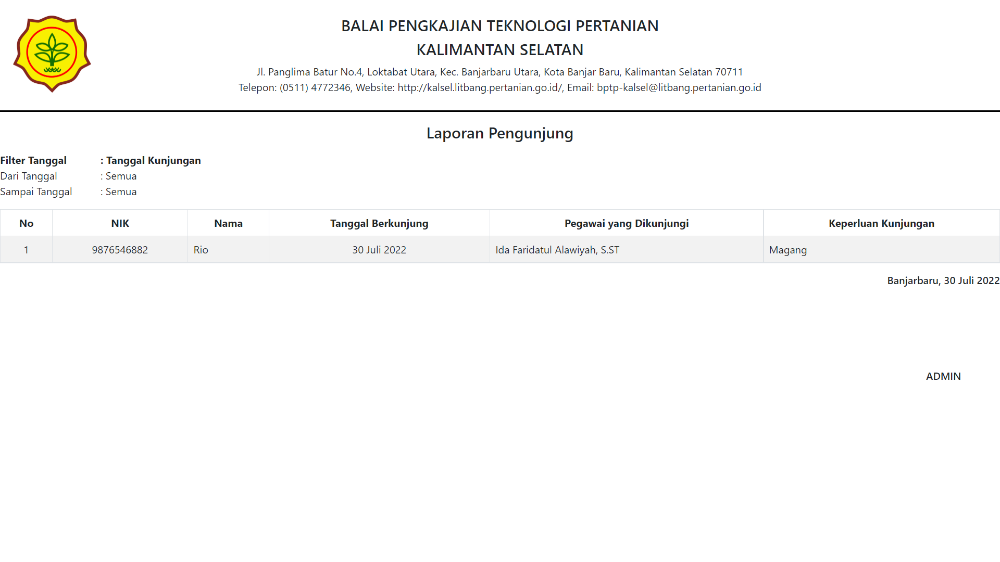 BALAI PENGKAJIAN TEKNOLOGI PERTANIAN
KALIMANTAN SELATAN
Jl. Panglima Batur No.4, Loktabat Utara, Kec. Banjarbaru Utara, Kota Banjar Baru, Kalimantan Selatan 70711
Telepon: (0511) 4772346, Website: http://kalsel.litbang.pertanian.go.id/, Email: bptp-kalsel@litbang.pertanian.go.id
Laporan Pengunjung
Filter Tanggal : Tanggal Kunjungan
Dari Tanggal : Semua
Sampai Tanggal : Semua
No NIK Nama Tanggal Berkunjung Pegawai yang Dikunjungi Keperluan Kunjungan
1 9876546882 Rio 30 Juli 2022 Ida Faridatul Alawiyah, S.ST Magang
Banjarbaru, 30 Juli 2022
ADMIN